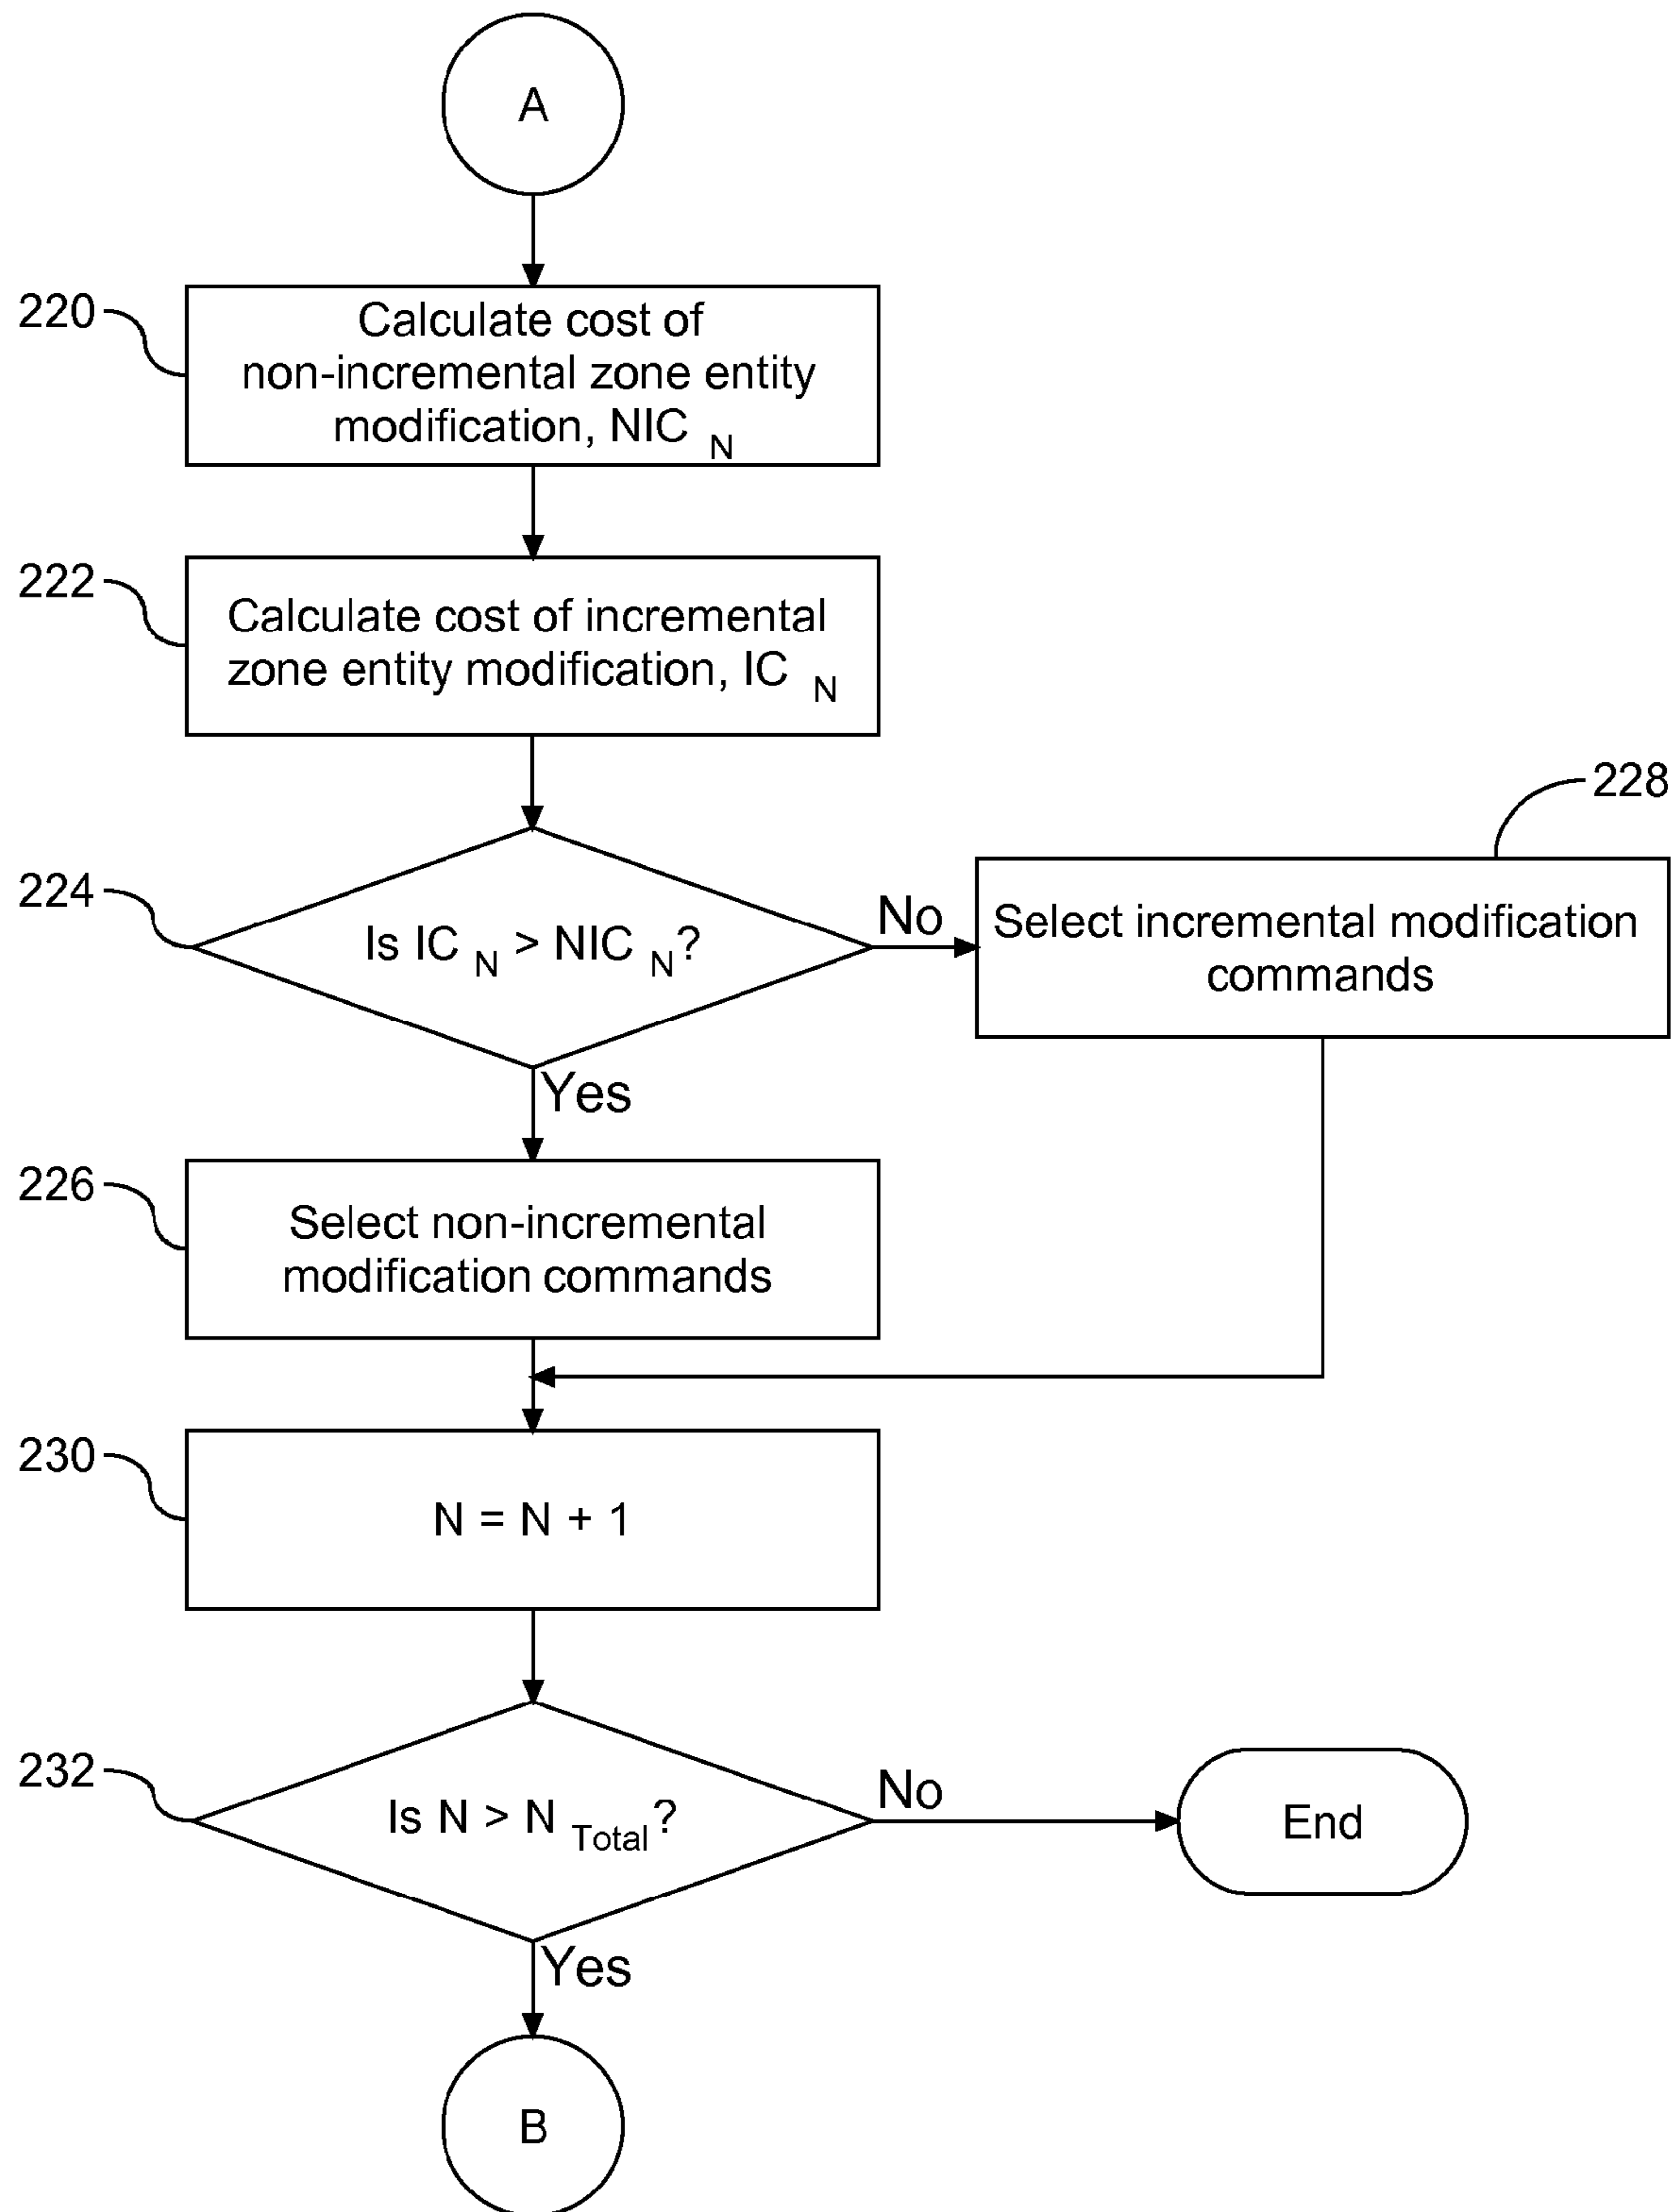 A
220
Calculate cost of
non-incremental zone entity
modification, NIC N
222
Calculate cost of incremental
zone entity modification, IC N
228
224
Is IC N > NIC N?
No
Select incremental modification
commands
Yes
226
Select non-incremental
modification commands
230
N = N + 1
232
Is N > N Total?
No
End
Yes
B